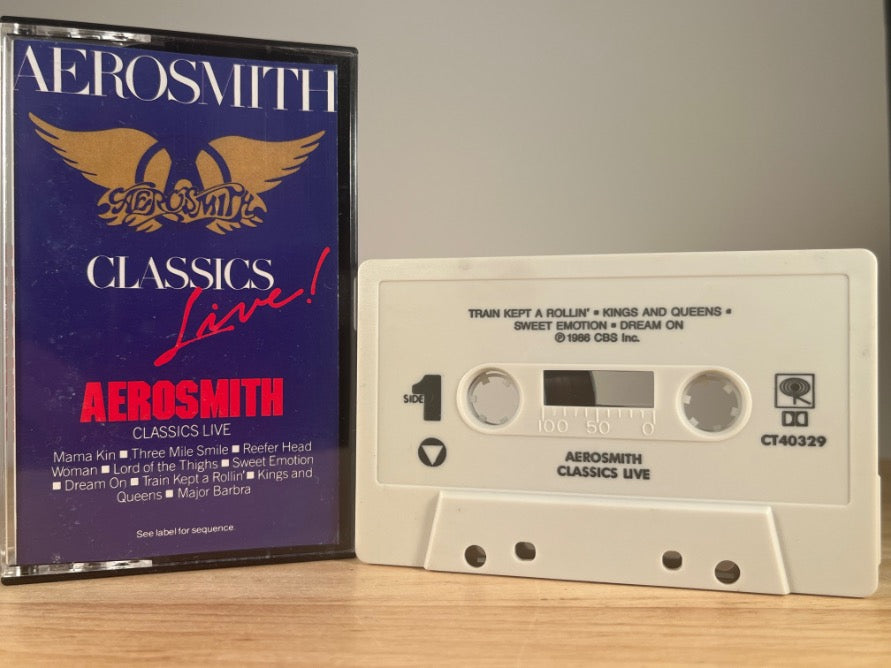 AEROSMITH
AEROSMITH
CLASSICS
Live!
AEROSMITH
CLASSICS LIVE
Mama Kin ■ Three Mile Smile ■ Reefer Head
Woman ■ Lord of the Thighs ■ Sweet Emotion
■ Dream On ■ Train Kept a Rollin' ■ Kings and
Queens ■ Major Barbra
See label for sequence.
TRAIN KEPT A ROLLIN' ■ KINGS AND QUEENS ■
SWEET EMOTION ■ DREAM ON
℗ 1986 CBS Inc.
SIDE 1
100 50 0
CT40329
AEROSMITH
CLASSICS LIVE